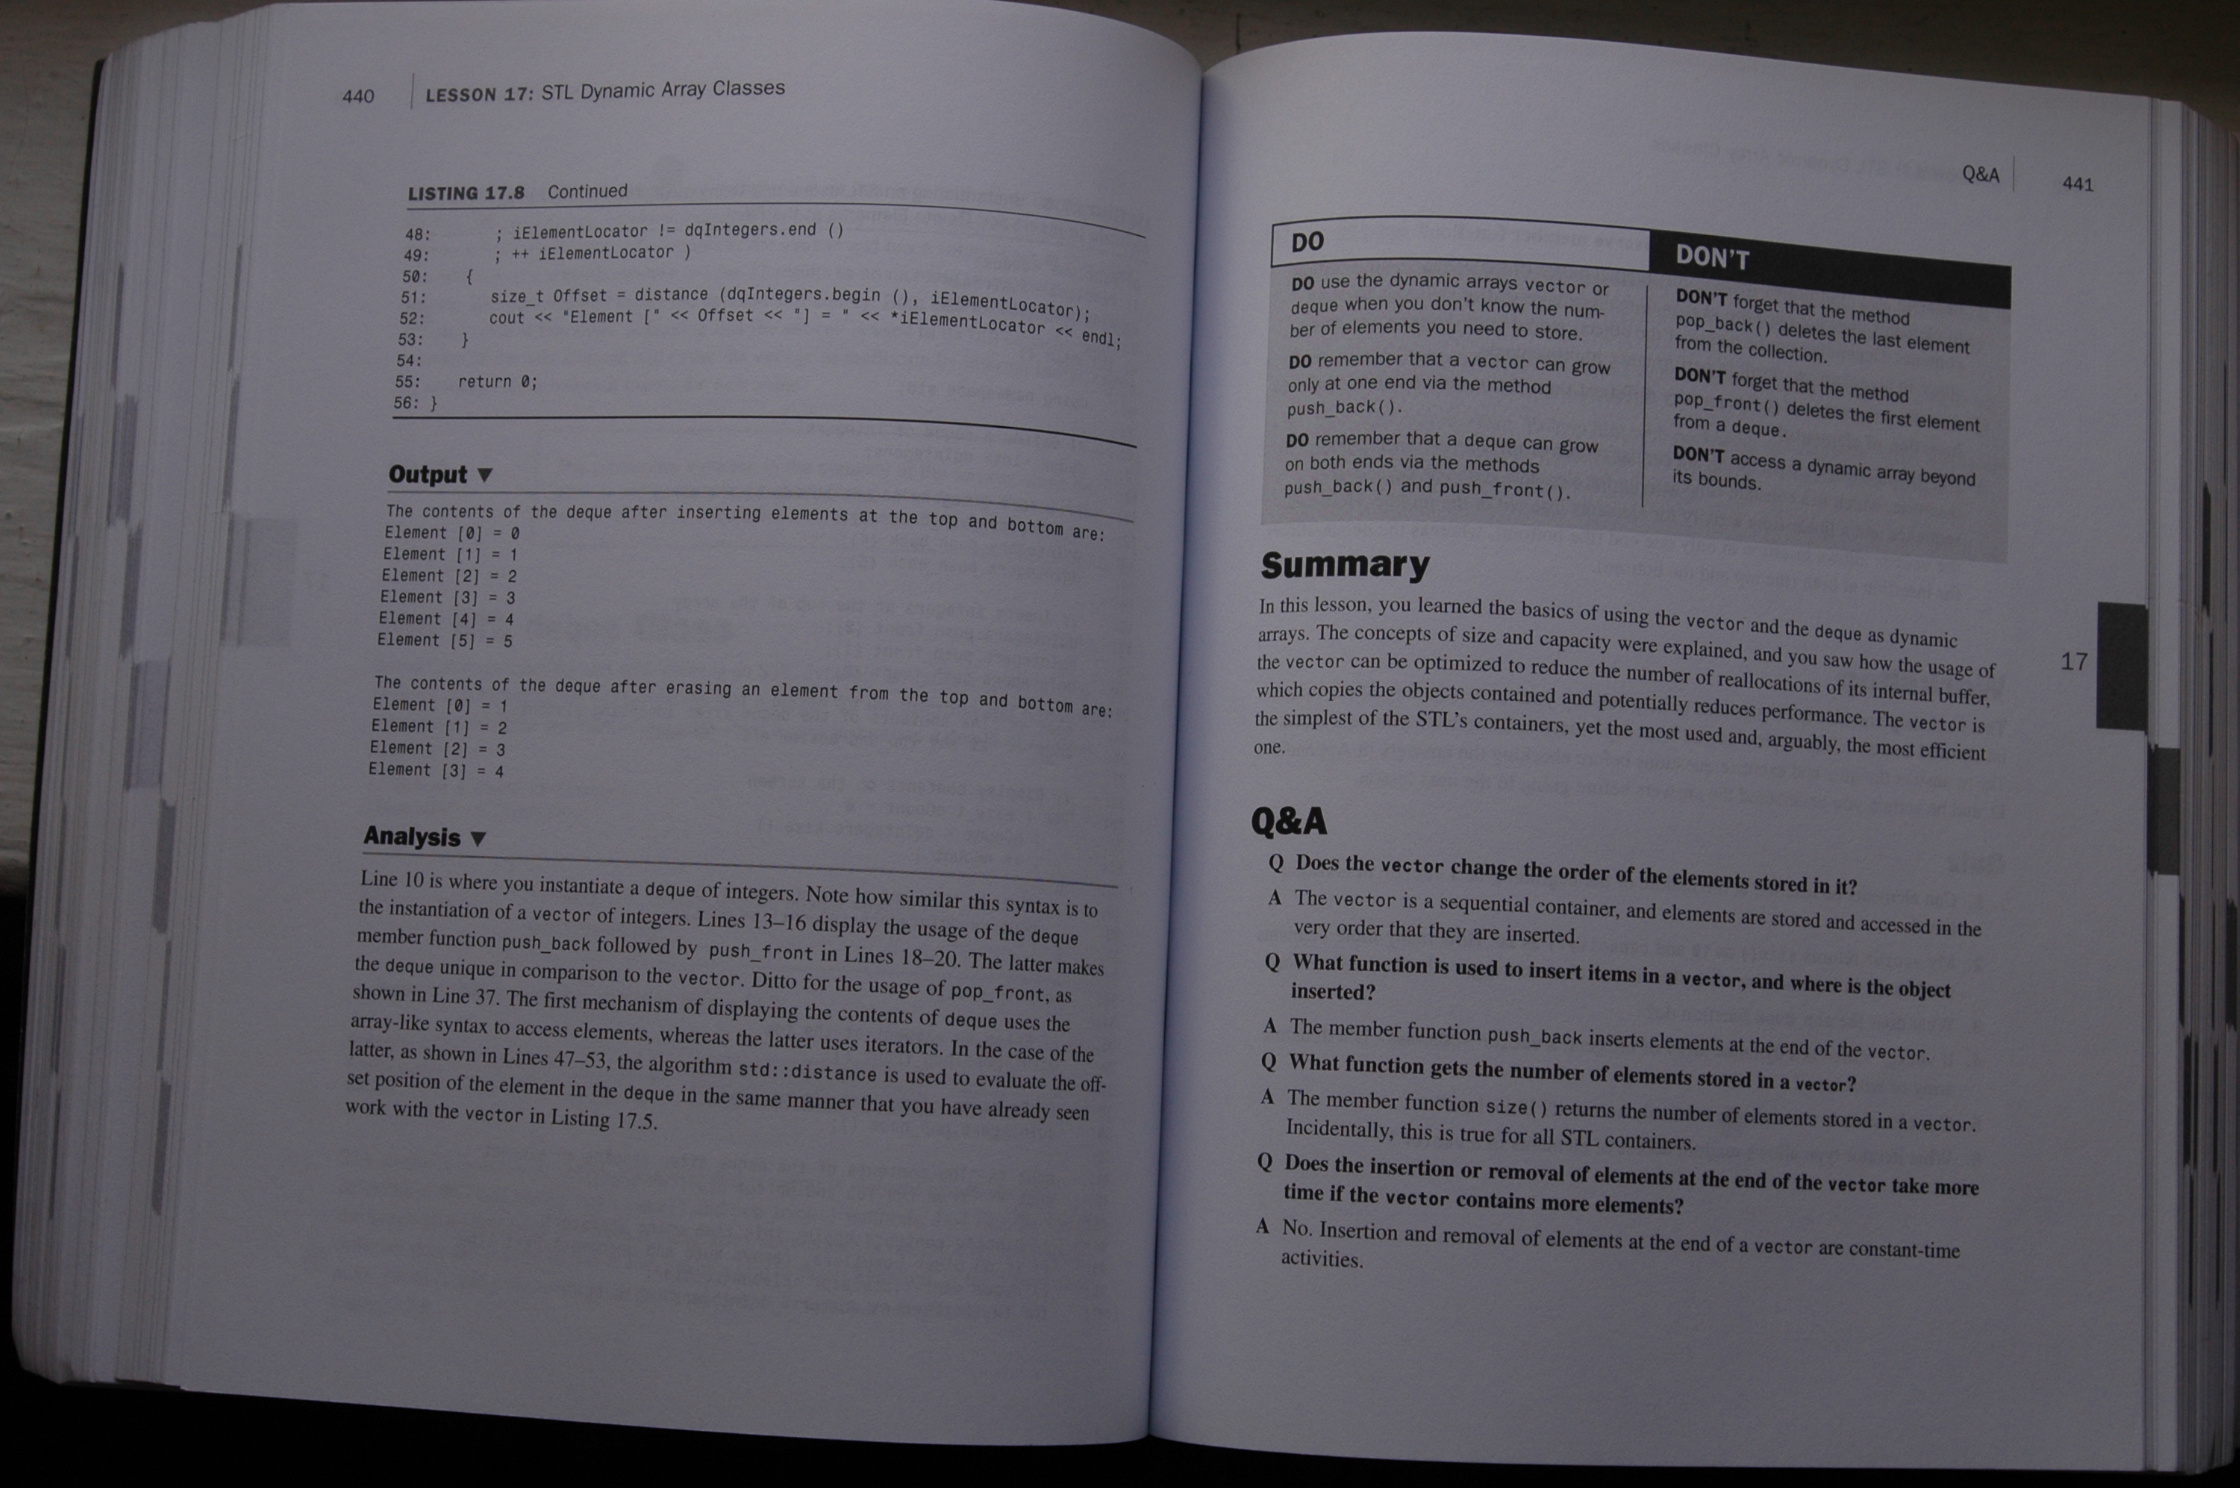 440 | LESSON 17: STL Dynamic Array Classes
LISTING 17.8 Continued
48: ; iElementLocator != dqIntegers.end ()
49: ; ++ iElementLocator )
50: {
51: size_t Offset = distance (dqIntegers.begin (), iElementLocator);
52: cout << "Element [" << Offset << "] = " << *iElementLocator << endl;
53: }
54:
55: return 0;
56: }
Output ▼
The contents of the deque after inserting elements at the top and bottom are:
Element [0] = 0
Element [1] = 1
Element [2] = 2
Element [3] = 3
Element [4] = 4
Element [5] = 5
The contents of the deque after erasing an element from the top and bottom are:
Element [0] = 1
Element [1] = 2
Element [2] = 3
Element [3] = 4
Analysis ▼
Line 10 is where you instantiate a deque of integers. Note how similar this syntax is to
the instantiation of a vector of integers. Lines 13–16 display the usage of the deque
member function push_back followed by push_front in Lines 18–20. The latter makes
the deque unique in comparison to the vector. Ditto for the usage of pop_front, as
shown in Line 37. The first mechanism of displaying the contents of deque uses the
array-like syntax to access elements, whereas the latter uses iterators. In the case of the
latter, as shown in Lines 47–53, the algorithm std::distance is used to evaluate the off-
set position of the element in the deque in the same manner that you have already seen
work with the vector in Listing 17.5.
Q&A | 441
DO
DO use the dynamic arrays vector or
deque when you don't know the num-
ber of elements you need to store.
DO remember that a vector can grow
only at one end via the method
push_back().
DO remember that a deque can grow
on both ends via the methods
push_back() and push_front().
DON'T
DON'T forget that the method
pop_back() deletes the last element
from the collection.
DON'T forget that the method
pop_front() deletes the first element
from a deque.
DON'T access a dynamic array beyond
its bounds.
Summary
In this lesson, you learned the basics of using the vector and the deque as dynamic
arrays. The concepts of size and capacity were explained, and you saw how the usage of
the vector can be optimized to reduce the number of reallocations of its internal buffer,
which copies the objects contained and potentially reduces performance. The vector is
the simplest of the STL's containers, yet the most used and, arguably, the most efficient
one.
17
Q&A
Q Does the vector change the order of the elements stored in it?
A The vector is a sequential container, and elements are stored and accessed in the
very order that they are inserted.
Q What function is used to insert items in a vector, and where is the object
inserted?
A The member function push_back inserts elements at the end of the vector.
Q What function gets the number of elements stored in a vector?
A The member function size() returns the number of elements stored in a vector.
Incidentally, this is true for all STL containers.
Q Does the insertion or removal of elements at the end of the vector take more
time if the vector contains more elements?
A No. Insertion and removal of elements at the end of a vector are constant-time
activities.